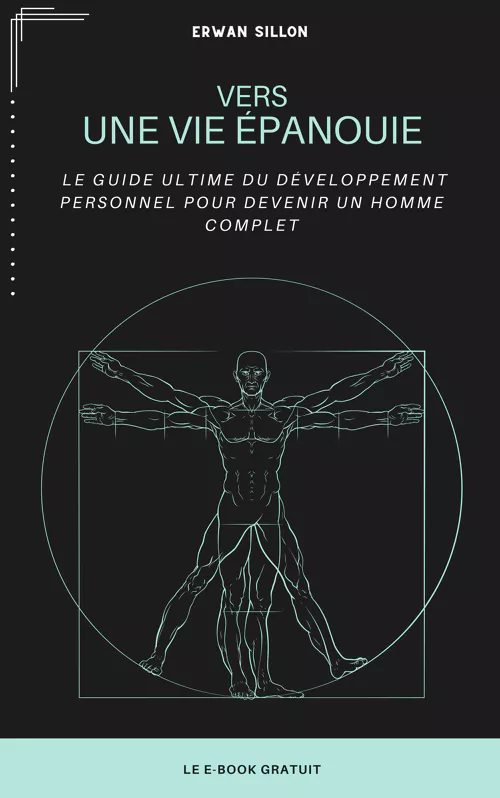 ERWAN SILLON
VERS
UNE VIE ÉPANOUIE
LE GUIDE ULTIME DU DÉVELOPPEMENT
PERSONNEL POUR DEVENIR UN HOMME
COMPLET
LE E-BOOK GRATUIT